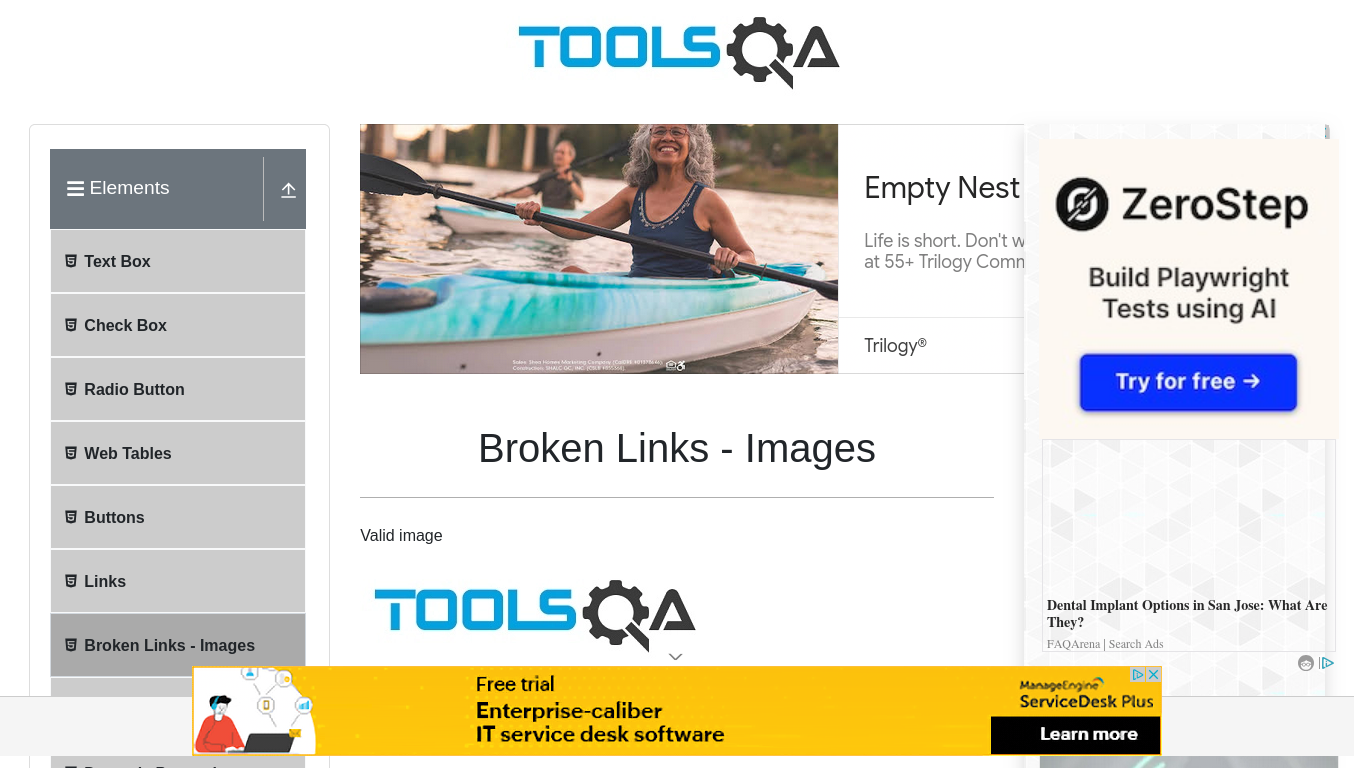 TOOLSQA
Elements
Text Box
Check Box
Radio Button
Web Tables
Buttons
Links
Broken Links - Images
Empty Nest
Life is short. Don't w
at 55+ Trilogy Comm
Trilogy®
Broken Links - Images
Valid image
TOOLSQA
ZeroStep
Build Playwright
Tests using AI
Try for free →
Dental Implant Options in San Jose: What Are
They?
FAQArena | Search Ads
Free trial
Enterprise-caliber
IT service desk software
ManageEngine
ServiceDesk Plus
Learn more